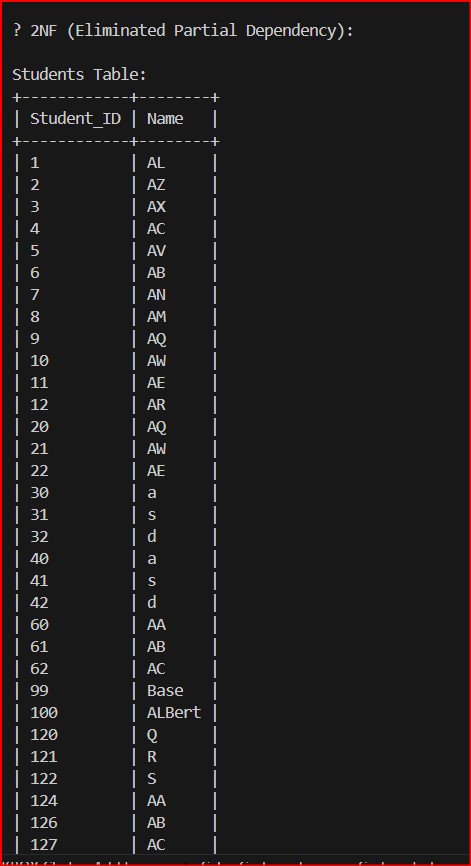 ? 2NF (Eliminated Partial Dependency):
Students Table:
+------------+--------+
| Student_ID | Name   |
+------------+--------+
| 1          | AL     |
| 2          | AZ     |
| 3          | AX     |
| 4          | AC     |
| 5          | AV     |
| 6          | AB     |
| 7          | AN     |
| 8          | AM     |
| 9          | AQ     |
| 10         | AW     |
| 11         | AE     |
| 12         | AR     |
| 20         | AQ     |
| 21         | AW     |
| 22         | AE     |
| 30         | a      |
| 31         | s      |
| 32         | d      |
| 40         | a      |
| 41         | s      |
| 42         | d      |
| 60         | AA     |
| 61         | AB     |
| 62         | AC     |
| 99         | Base   |
| 100        | ALBert |
| 120        | Q      |
| 121        | R      |
| 122        | S      |
| 124        | AA     |
| 126        | AB     |
| 127        | AC     |